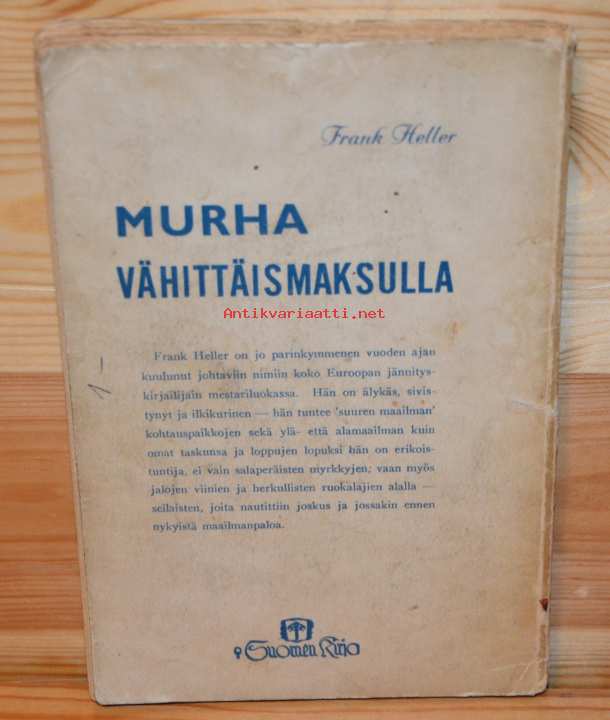 Frank Heller
MURHA
VÄHITTÄISMAKSULLA
Antikvariaatti.net
Frank Heller on jo parinkymmenen vuoden ajan
kuulunut johtaviin nimiin koko Euroopan jännitys-
kirjailijain mestariluokassa. Hän on älykäs, sivis-
tynyt ja ilkikurinen — hän tuntee 'suuren maailman'
kohtauspaikkojen sekä ylä- että alamaailman kuin
omat taskunsa ja loppujen lopuksi hän on erikois-
tuntija, ei vain salaperäisten myrkkyjen, vaan myös
jalojen viinien ja herkullisten ruokalajien alalla —
sellaisten, joita nautittiin joskus ja jossakin ennen
nykyistä maailmanpaloa.
1-
Suomen Kirja